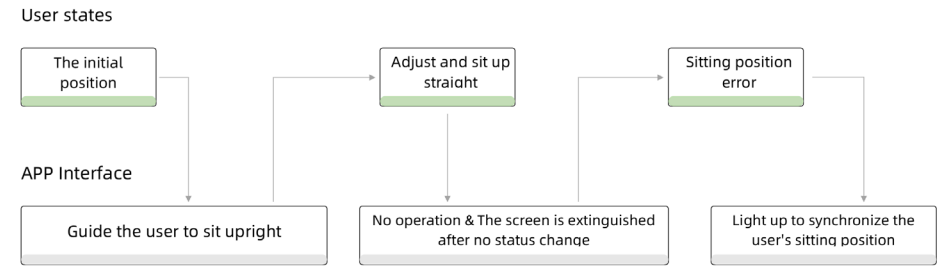 User states
The initial
position
Adjust and sit up
straight
Sitting position
error
APP Interface
Guide the user to sit upright
No operation & The screen is extinguished
after no status change
Light up to synchronize the
user's sitting position